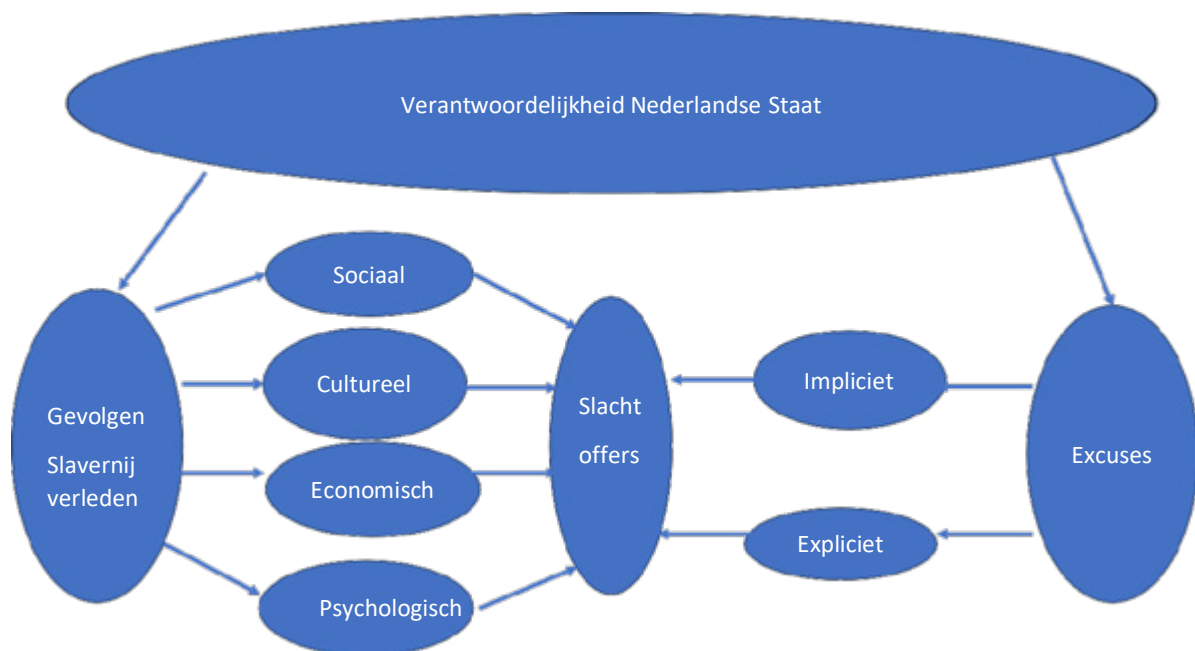 Verantwoordelijkheid Nederlandse Staat
Sociaal
Cultureel
Economisch
Psychologisch
Gevolgen
Slavernij
verleden
Slacht
offers
Impliciet
Expliciet
Excuses